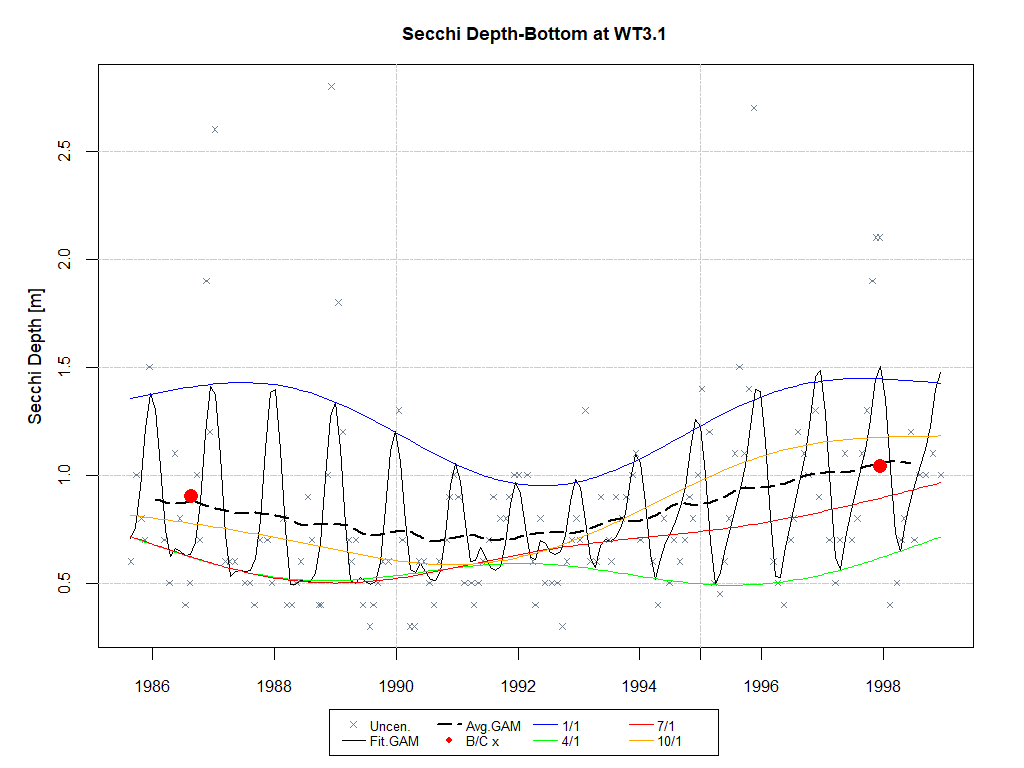 Secchi Depth-Bottom at WT3.1
Secchi Depth [m]
2.5
2.0
1.5
1.0
0.5
1986 1988 1990 1992 1994 1996 1998
Uncen. Avg.GAM 1/1 7/1
Fit.GAM B/C x 4/1 10/1